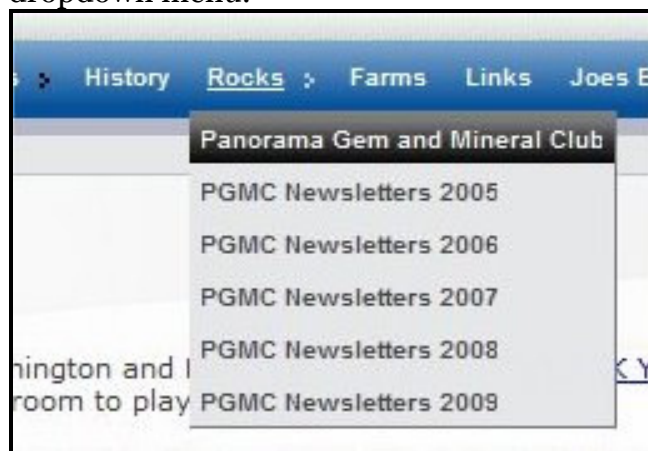 dropdown menu.
s History Rocks Farms Links Joes E
Panorama Gem and Mineral Club
PGMC Newsletters 2005
PGMC Newsletters 2006
PGMC Newsletters 2007
PGMC Newsletters 2008
hington and K Y
room to play PGMC Newsletters 2009